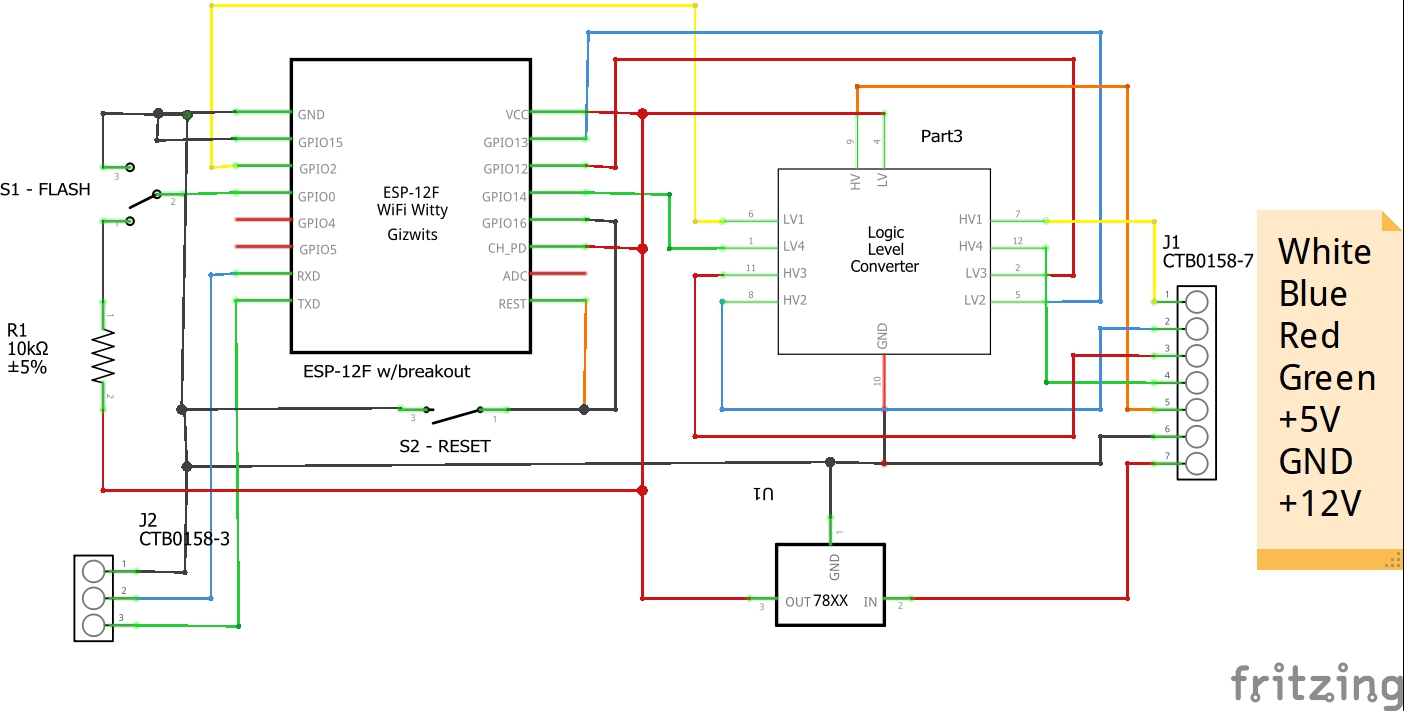 GND
GPIO15
GPIO2
GPIO0
GPIO4
GPIO5
RXD
TXD
VCC
GPIO13
GPIO12
GPIO14
GPIO16
CH_PD
ADC
REST
ESP-12F
WiFi Witty
Gizwits
ESP-12F w/breakout
S1 - FLASH
3
2
1
R1
10kΩ
±5%
1
2
S2 - RESET
3
1
J2
CTB0158-3
1
2
3
Part3
9
4
HV
LV
6
LV1
1
LV4
11
HV3
8
HV2
HV1
7
HV4
12
LV3
2
LV2
5
Logic
Level
Converter
GND
10
U1
1
GND
3
OUT
78XX
IN
2
J1
CTB0158-7
1
2
3
4
5
6
7
White
Blue
Red
Green
+5V
GND
+12V
fritzing